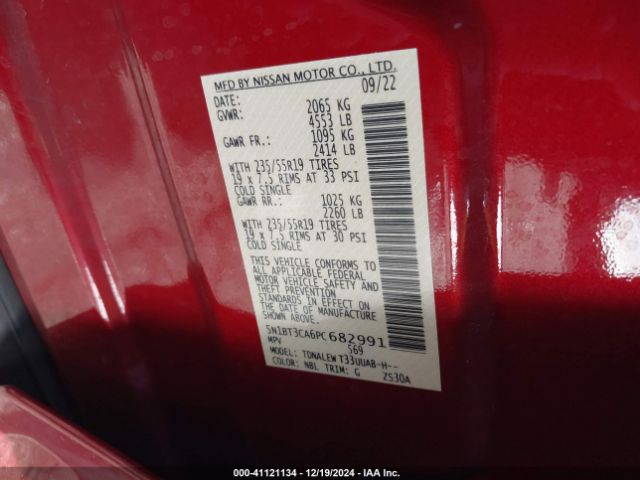 MFD BY NISSAN MOTOR CO., LTD.
DATE: 09/22
GVWR: 2065 KG
4553 LB
GAWR FR.: 1095 KG
2414 LB
WITH 235/55R19 TIRES
19 x 7.5 RIMS AT 33 PSI
COLD SINGLE
GAWR RR.: 1025 KG
2260 LB
WITH 235/55R19 TIRES
19 x 7.5 RIMS AT 30 PSI
COLD SINGLE
THIS VEHICLE CONFORMS TO
ALL APPLICABLE FEDERAL
MOTOR VEHICLE SAFETY AND
THEFT PREVENTION
STANDARDS IN EFFECT ON
THE DATE OF MANUFACTURE
SHOWN ABOVE.
5N1BT3CA6PC682991
MPV 569
MODEL: TDNALEW T33UUAB-H--
COLOR: NBL TRIM: G ZS30A
000-41121134 - 12/19/2024 - IAA Inc.